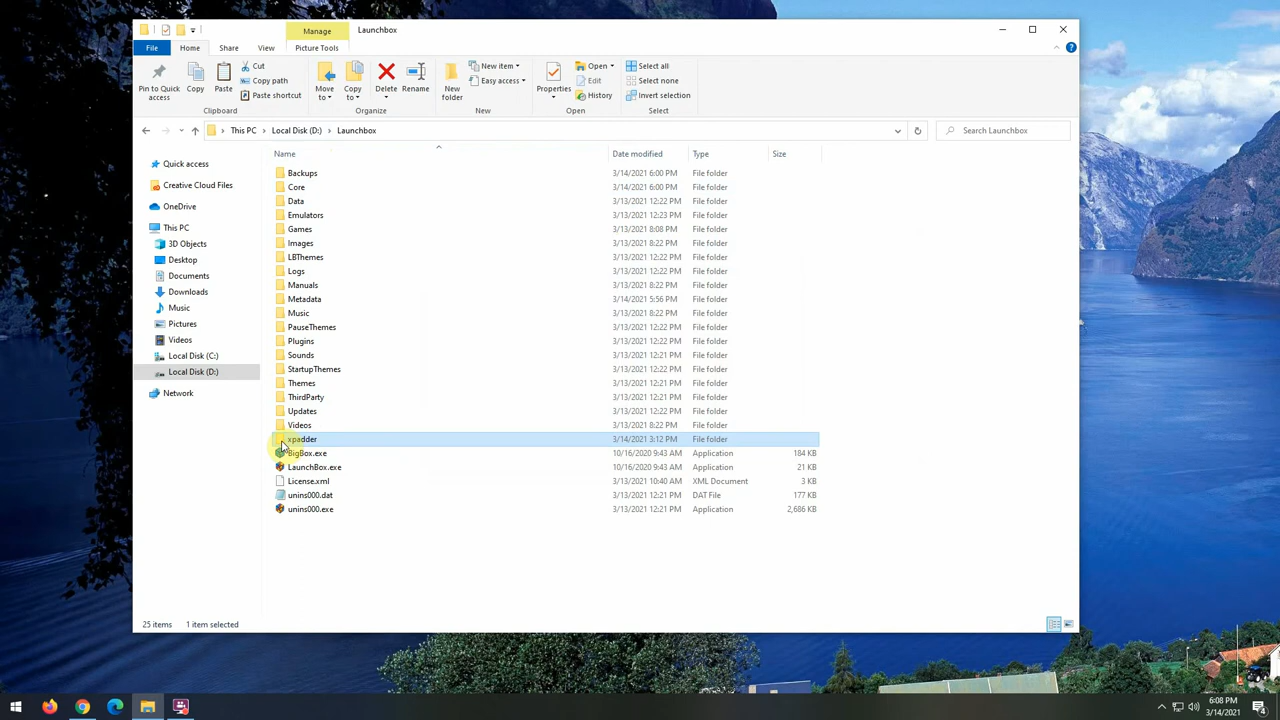 Manage
Launchbox
File
Home
Share
View
Picture Tools
Pin to Quick
access
Copy
Paste
Cut
Copy path
Paste shortcut
Clipboard
Move
to
Copy
to
Delete
Rename
Organize
New
folder
New item
Easy access
New
Properties
Open
Edit
History
Open
Select all
Select none
Invert selection
Select
This PC
Local Disk (D:)
Launchbox
Search Launchbox
Name
Date modified
Type
Size
Quick access
Creative Cloud Files
OneDrive
This PC
3D Objects
Desktop
Documents
Downloads
Music
Pictures
Videos
Local Disk (C:)
Local Disk (D:)
Network
Backups 3/14/2021 6:00 PM File folder
Core 3/14/2021 6:00 PM File folder
Data 3/13/2021 12:22 PM File folder
Emulators 3/13/2021 12:23 PM File folder
Games 3/13/2021 8:08 PM File folder
Images 3/13/2021 8:22 PM File folder
LBThemes 3/13/2021 12:22 PM File folder
Logs 3/13/2021 12:22 PM File folder
Manuals 3/13/2021 8:22 PM File folder
Metadata 3/14/2021 5:56 PM File folder
Music 3/13/2021 8:22 PM File folder
PauseThemes 3/13/2021 12:22 PM File folder
Plugins 3/13/2021 12:22 PM File folder
Sounds 3/13/2021 12:21 PM File folder
StartupThemes 3/13/2021 12:22 PM File folder
Themes 3/13/2021 12:21 PM File folder
ThirdParty 3/13/2021 12:21 PM File folder
Updates 3/13/2021 12:22 PM File folder
Videos 3/13/2021 8:22 PM File folder
xpadder 3/14/2021 3:12 PM File folder
BigBox.exe 10/16/2020 9:43 AM Application 184 KB
LaunchBox.exe 10/16/2020 9:43 AM Application 21 KB
License.xml 3/13/2021 10:40 AM XML Document 3 KB
unins000.dat 3/13/2021 12:21 PM DAT File 177 KB
unins000.exe 3/13/2021 12:21 PM Application 2,686 KB
25 items
1 item selected
6:08 PM
3/14/2021
4